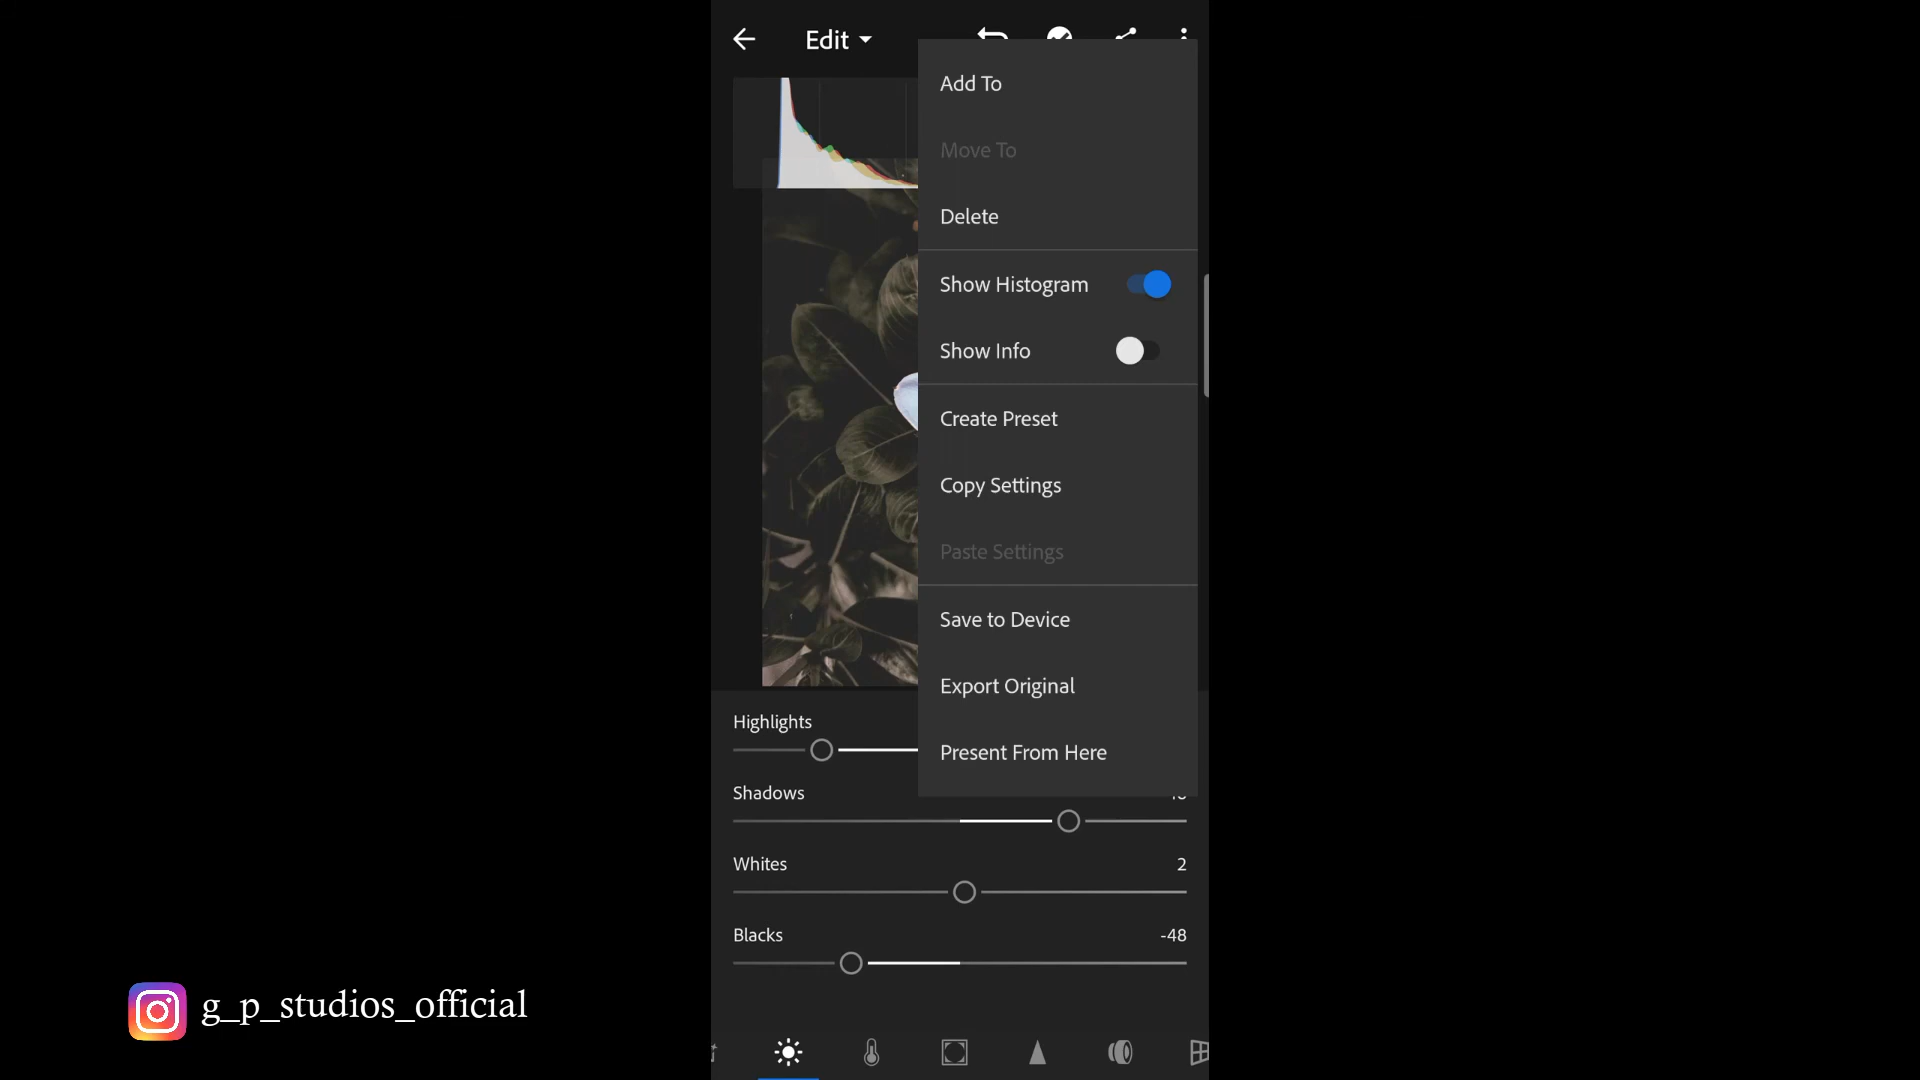 Edit
Add To
Move To
Delete
Show Histogram
Show Info
Create Preset
Copy Settings
Paste Settings
Save to Device
Export Original
Present From Here
Highlights
Shadows
Whites 2
Blacks -48
g_p_studios_official